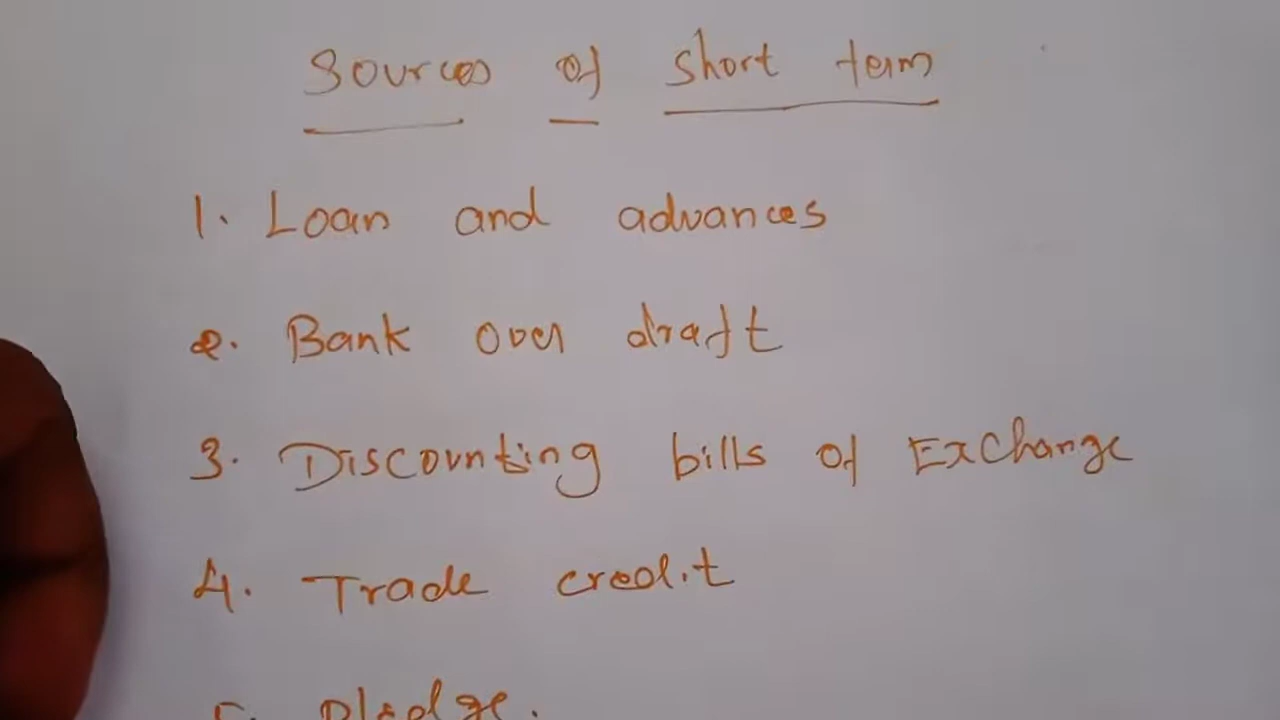 Sources of short term
1. Loan and advances
2. Bank over draft
3. Discounting bills of Exchange
4. Trade credit
5. Pledge.